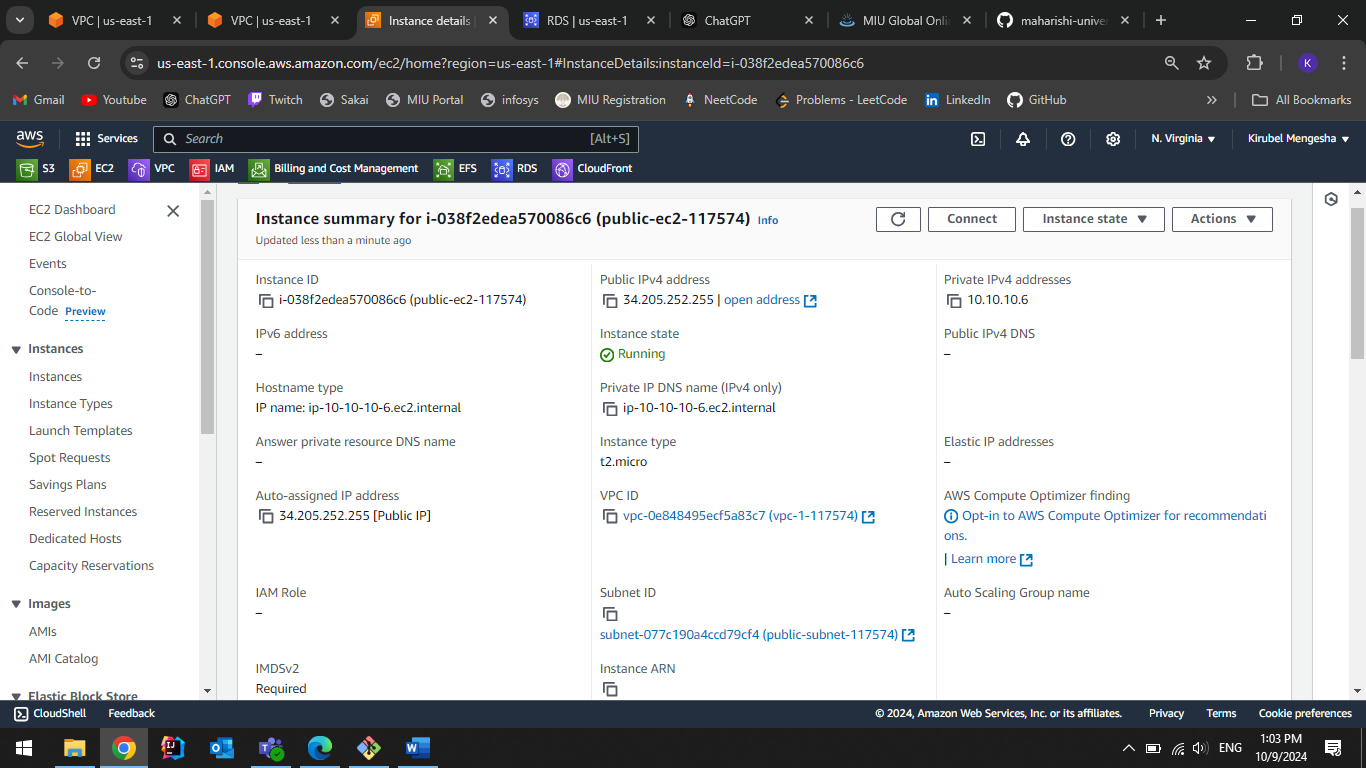 VPC | us-east-1
VPC | us-east-1
Instance details |
RDS | us-east-1
ChatGPT
MIU Global Onli
maharishi-univer
us-east-1.console.aws.amazon.com/ec2/home?region=us-east-1#InstanceDetails:instanceId=i-038f2edea570086c6
K
Gmail
Youtube
ChatGPT
Twitch
Sakai
MIU Portal
infosys
MIU Registration
NeetCode
Problems - LeetCode
LinkedIn
GitHub
All Bookmarks
aws
Services
Search
[Alt+S]
N. Virginia
Kirubel Mengesha
S3
EC2
VPC
IAM
Billing and Cost Management
EFS
RDS
CloudFront
EC2 Dashboard
EC2 Global View
Events
Console-to-
Code Preview
Instances
Instances
Instance Types
Launch Templates
Spot Requests
Savings Plans
Reserved Instances
Dedicated Hosts
Capacity Reservations
Images
AMIs
AMI Catalog
Elastic Block Store
Instance summary for i-038f2edea570086c6 (public-ec2-117574) Info
Updated less than a minute ago
Connect
Instance state
Actions
Instance ID
i-038f2edea570086c6 (public-ec2-117574)
Public IPv4 address
34.205.252.255 | open address
Private IPv4 addresses
10.10.10.6
IPv6 address
–
Instance state
Running
Public IPv4 DNS
–
Hostname type
IP name: ip-10-10-10-6.ec2.internal
Private IP DNS name (IPv4 only)
ip-10-10-10-6.ec2.internal
Answer private resource DNS name
–
Instance type
t2.micro
Elastic IP addresses
–
Auto-assigned IP address
34.205.252.255 [Public IP]
VPC ID
vpc-0e848495ecf5a83c7 (vpc-1-117574)
AWS Compute Optimizer finding
Opt-in to AWS Compute Optimizer for recommendati
ons.
| Learn more
IAM Role
–
Subnet ID
subnet-077c190a4ccd79cf4 (public-subnet-117574)
Auto Scaling Group name
–
IMDSv2
Required
Instance ARN
CloudShell
Feedback
© 2024, Amazon Web Services, Inc. or its affiliates.
Privacy
Terms
Cookie preferences
ENG
1:03 PM
10/9/2024